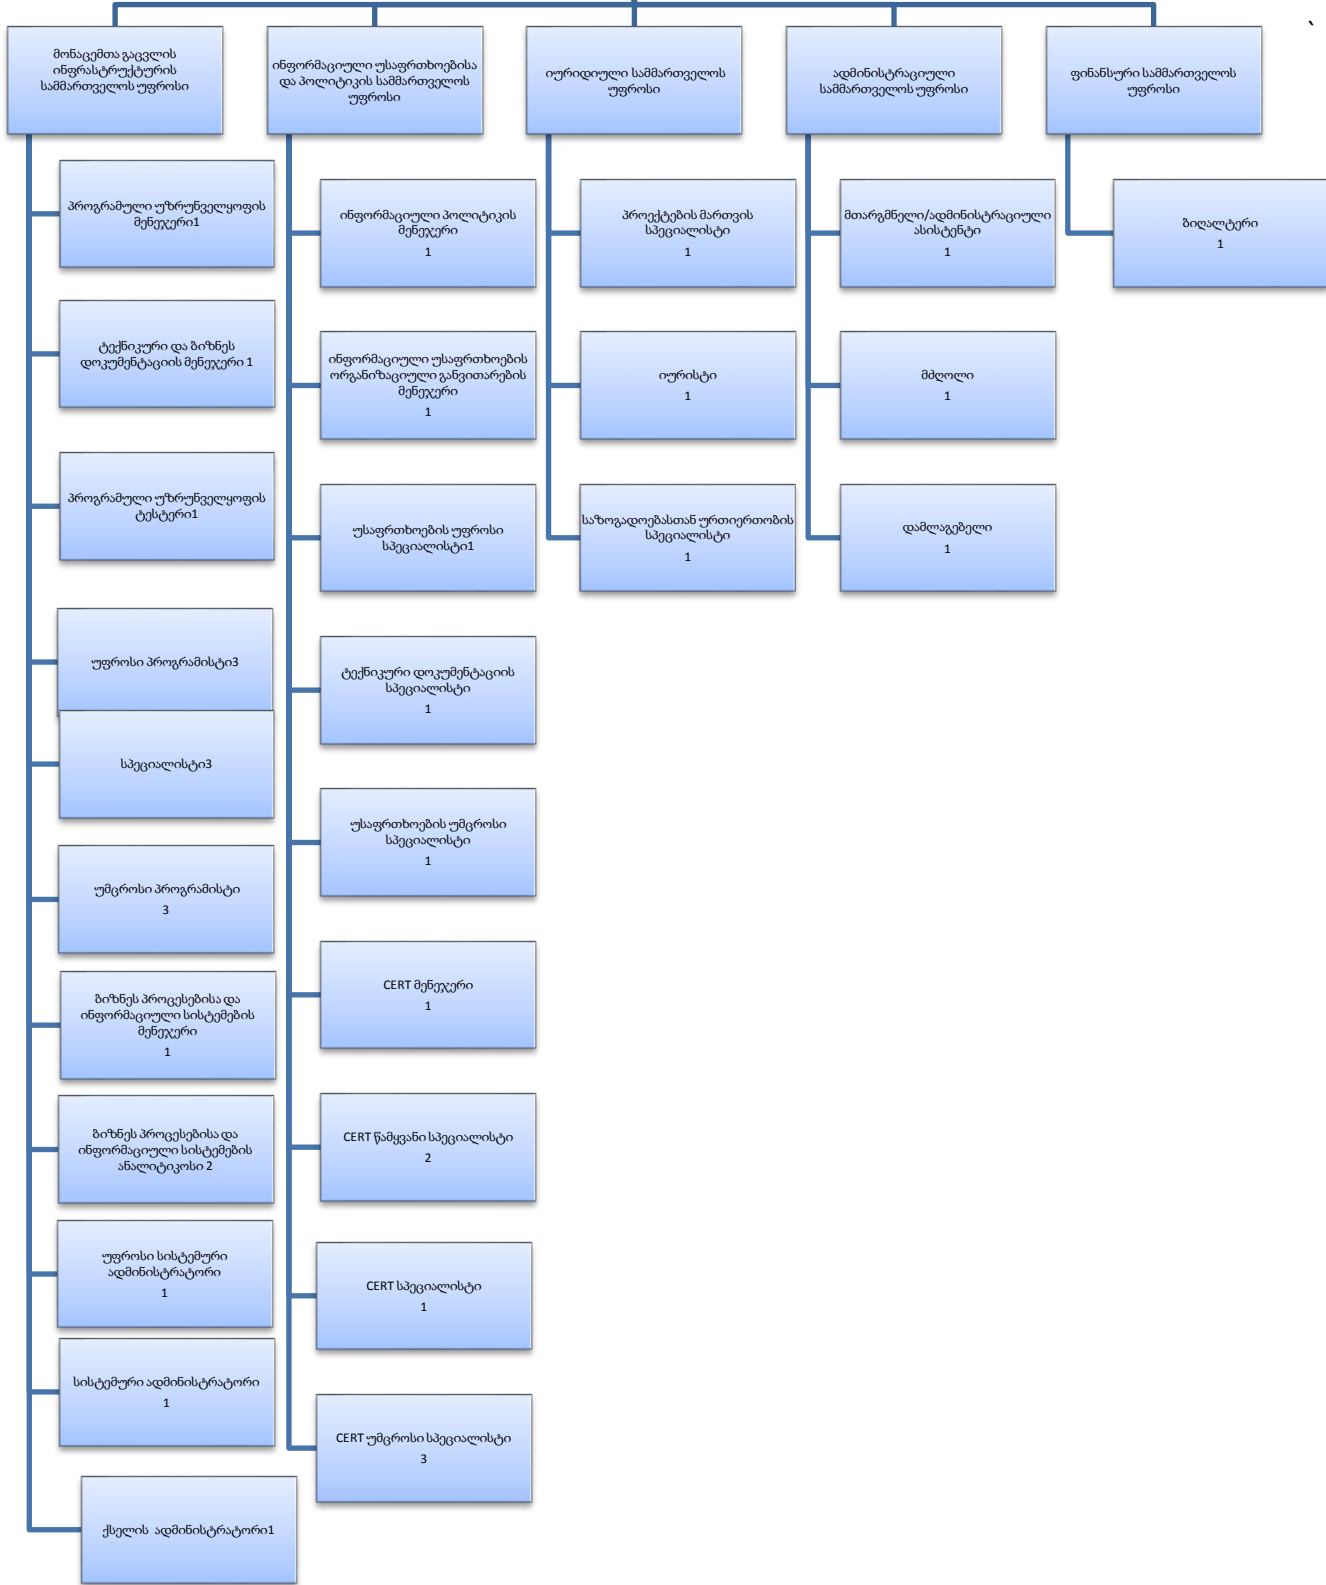 მონაცემთა გაცვლის
ინფრასტრუქტურის
სამმართველოს უფროსი
პროგრამული უზრუნველყოფის
მენეჯერი1
ტექნიკური და ბიზნეს
დოკუმენტაციის მენეჯერი 1
პროგრამული უზრუნველყოფის
ტესტერი1
უფროსი პროგრამისტი3
სპეციალისტი3
უმცროსი პროგრამისტი
3
ბიზნეს პროცესებისა და
ინფორმაციული სისტემების
მენეჯერი
1
ბიზნეს პროცესებისა და
ინფორმაციული სისტემების
ანალიტიკოსი 2
უფროსი სისტემური
ადმინისტრატორი
1
სისტემური ადმინისტრატორი
1
ქსელის  ადმინისტრატორი1
ინფორმაციული უსაფრთხოებისა
და პოლიტიკის სამმართველოს
უფროსი
ინფორმაციული პოლიტიკის
მენეჯერი
1
ინფორმაციული უსაფრთხოების
ორგანიზაციული განვითარების
მენეჯერი
1
უსაფრთხოების უფროსი
სპეციალისტი1
ტექნიკური დოკუმენტაციის
სპეციალისტი
1
უსაფრთხოების უმცროსი
სპეციალისტი
1
CERT მენეჯერი
1
CERT წამყვანი სპეციალისტი
2
CERT სპეციალისტი
1
CERT უმცროსი სპეციალისტი
3
იურიდიული სამმართველოს
უფროსი
პროექტების მართვის
სპეციალისტი
1
იურისტი
1
საზოგადოებასთან ურთიერთობის
სპეციალისტი
1
ადმინისტრაციული
სამმართველოს უფროსი
მთარგმნელი/ადმინისტრაციული
ასისტენტი
1
მძღოლი
1
დამლაგებელი
1
ფინანსური სამმართველოს
უფროსი
ბიღალტერი
1
`